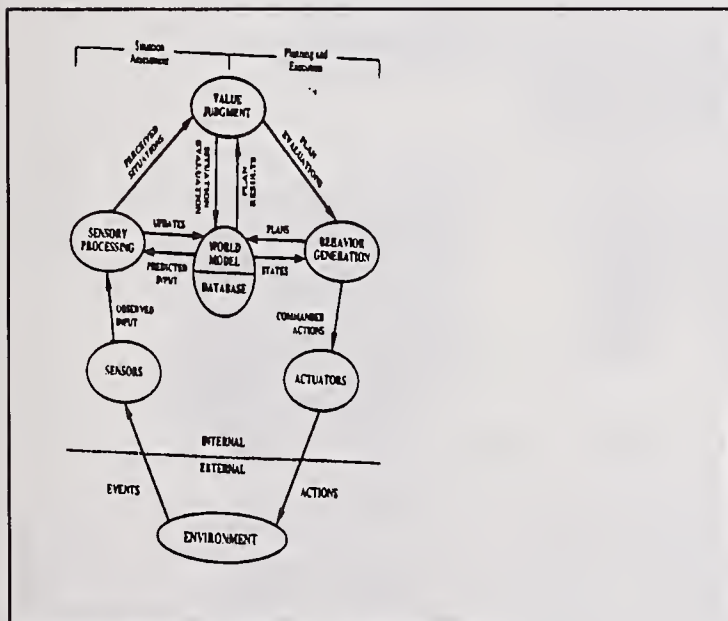 Situation
Assessment
Planning and
Execution
VALUE
JUDGMENT
PERCEIVED
SITUATIONS
SITUATION
EVALUATION
PLAN
RESULTS
PLAN
EVALUATIONS
SENSORY
PROCESSING
UPDATES
PREDICTED
INPUT
WORLD
MODEL
DATABASE
PLANS
STATES
BEHAVIOR
GENERATION
OBSERVED
INPUT
COMMANDED
ACTIONS
SENSORS
ACTUATORS
INTERNAL
EXTERNAL
EVENTS
ACTIONS
ENVIRONMENT